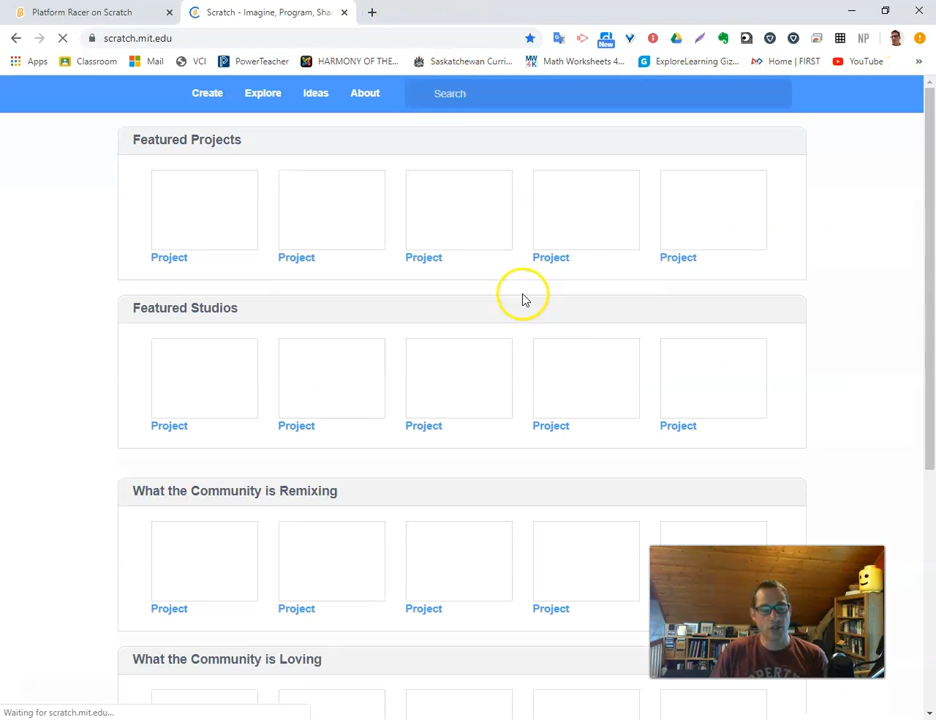 Platform Racer on Scratch
Scratch - Imagine, Program, Sha
scratch.mit.edu
New
NP
Apps
Classroom
Mail
VCI
PowerTeacher
HARMONY OF THE...
Saskatchewan Curri...
Math Worksheets 4...
ExploreLearning Giz...
Home | FIRST
YouTube
»
Create Explore Ideas About Search
Featured Projects
Project Project Project Project Project
Featured Studios
Project Project Project Project Project
What the Community is Remixing
Project Project Project Project
What the Community is Loving
Waiting for scratch.mit.edu...